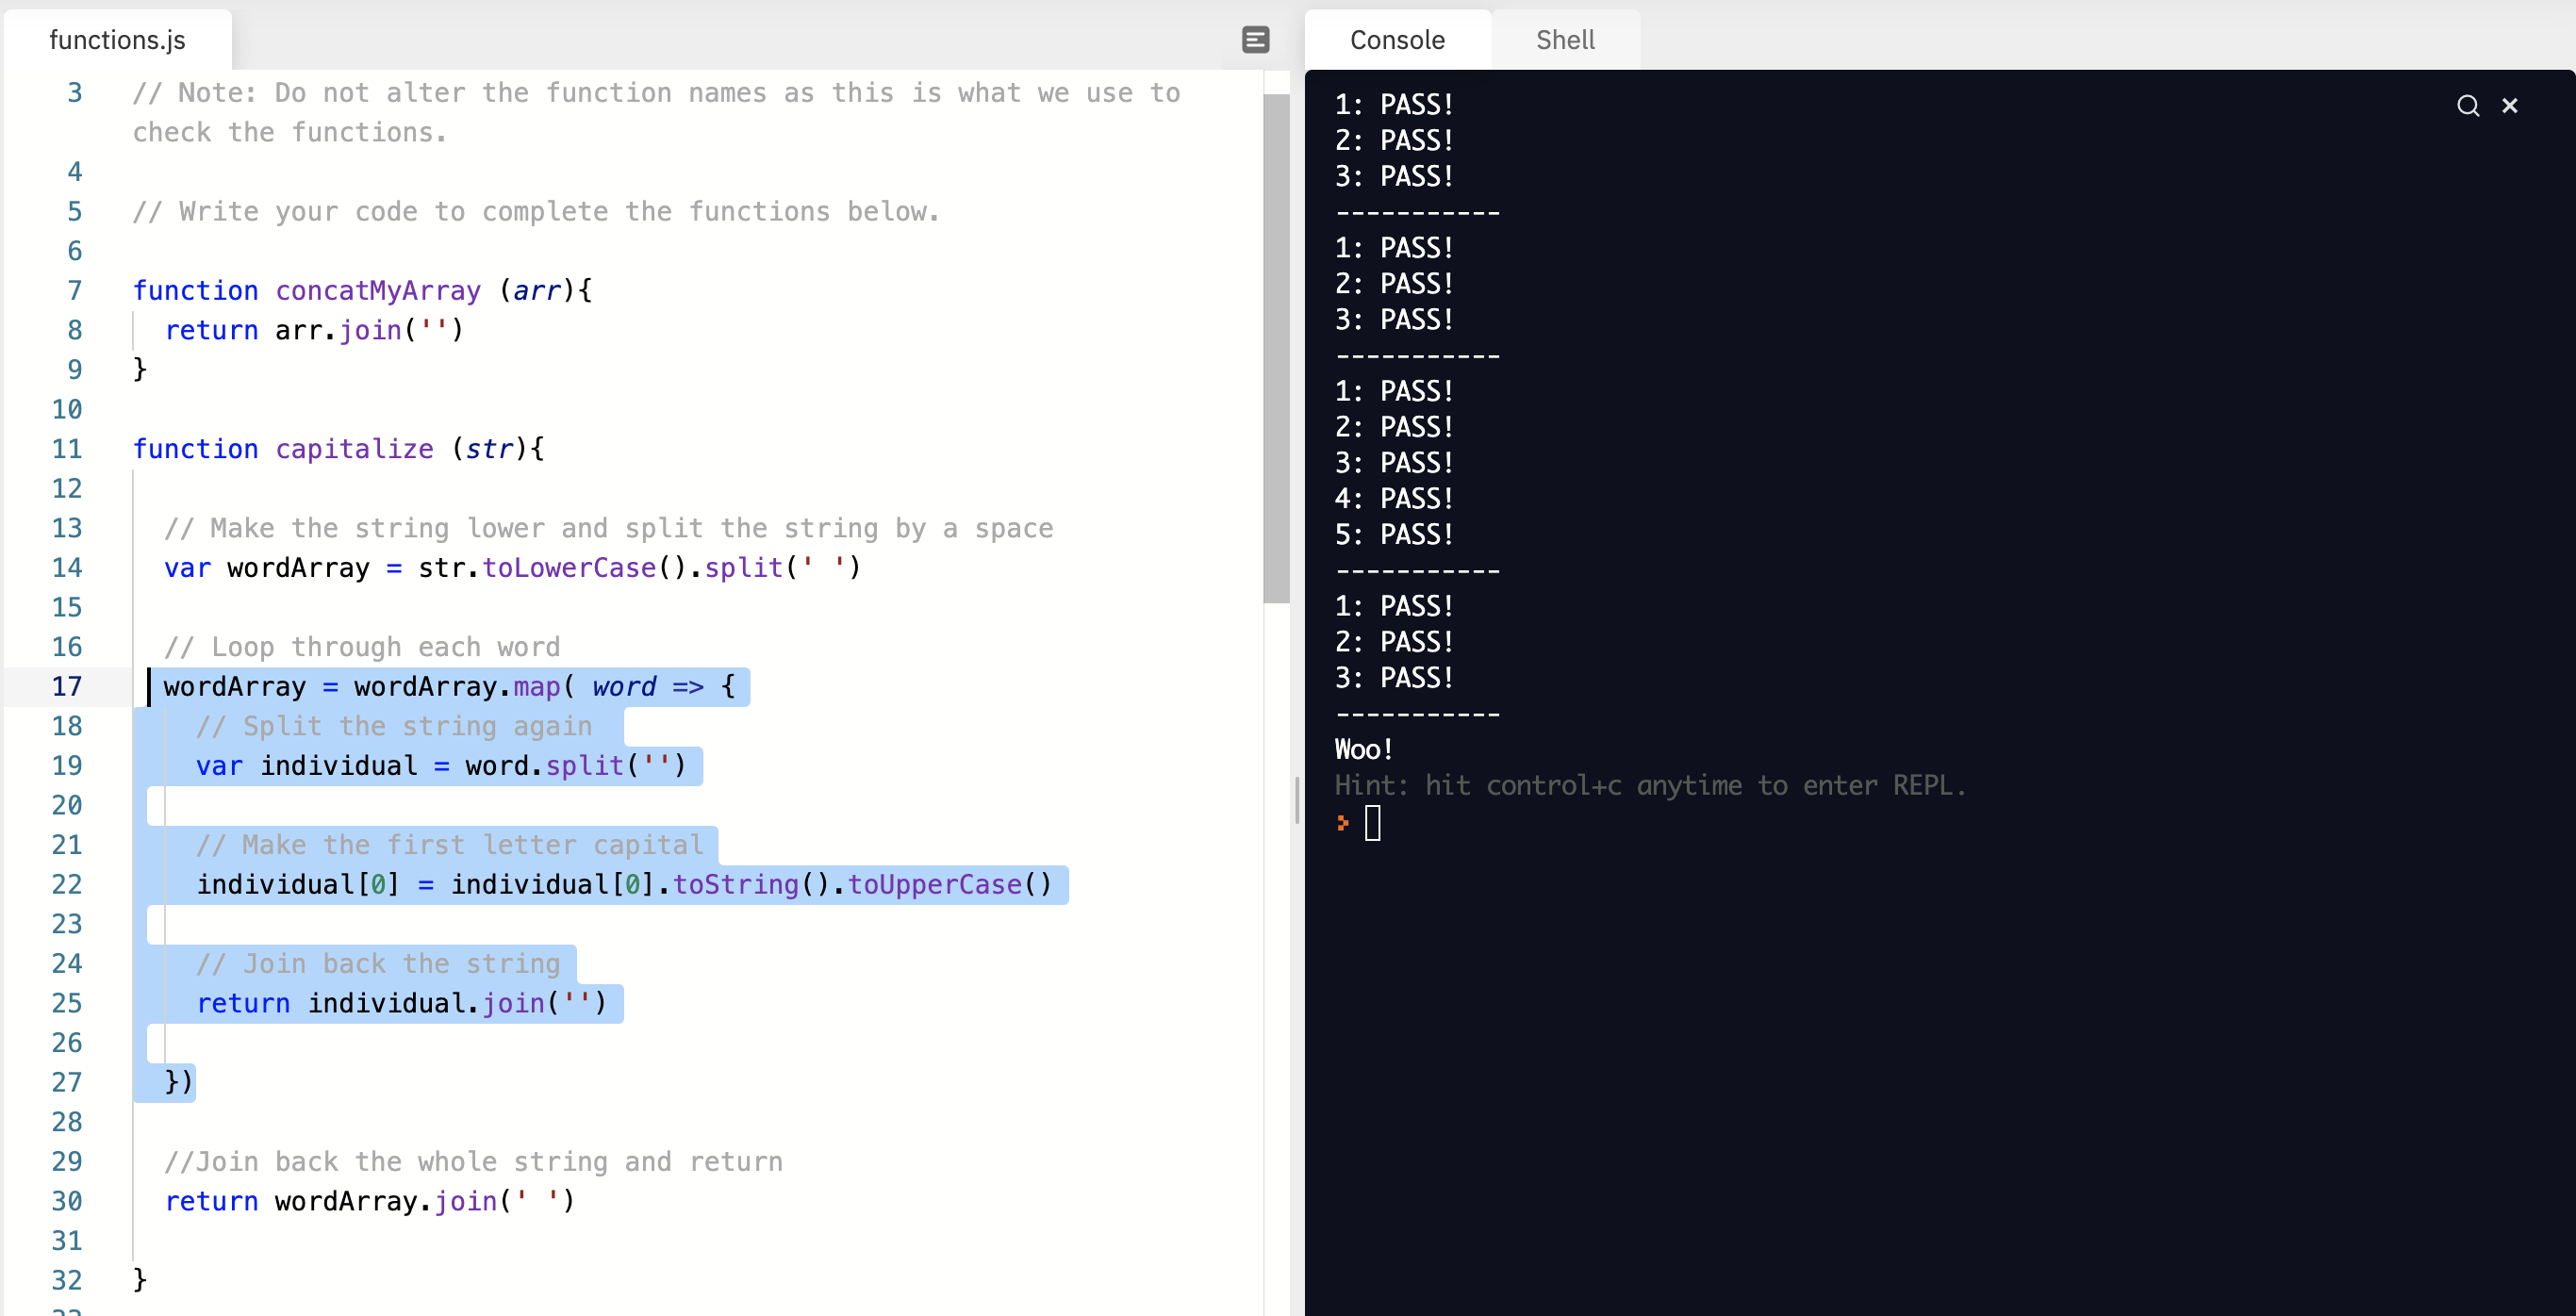 functions.js
3 // Note: Do not alter the function names as this is what we use to
check the functions.
4
5 // Write your code to complete the functions below.
6
7 function concatMyArray (arr){
8 return arr.join('')
9 }
10
11 function capitalize (str){
12
13 // Make the string lower and split the string by a space
14 var wordArray = str.toLowerCase().split(' ')
15
16 // Loop through each word
17 wordArray = wordArray.map( word => {
18 // Split the string again
19 var individual = word.split('')
20
21 // Make the first letter capital
22 individual[0] = individual[0].toString().toUpperCase()
23
24 // Join back the string
25 return individual.join('')
26
27 })
28
29 //Join back the whole string and return
30 return wordArray.join(' ')
31
32 }
Console Shell
1: PASS!
2: PASS!
3: PASS!
-----------
1: PASS!
2: PASS!
3: PASS!
-----------
1: PASS!
2: PASS!
3: PASS!
4: PASS!
5: PASS!
-----------
1: PASS!
2: PASS!
3: PASS!
-----------
Woo!
Hint: hit control+c anytime to enter REPL.